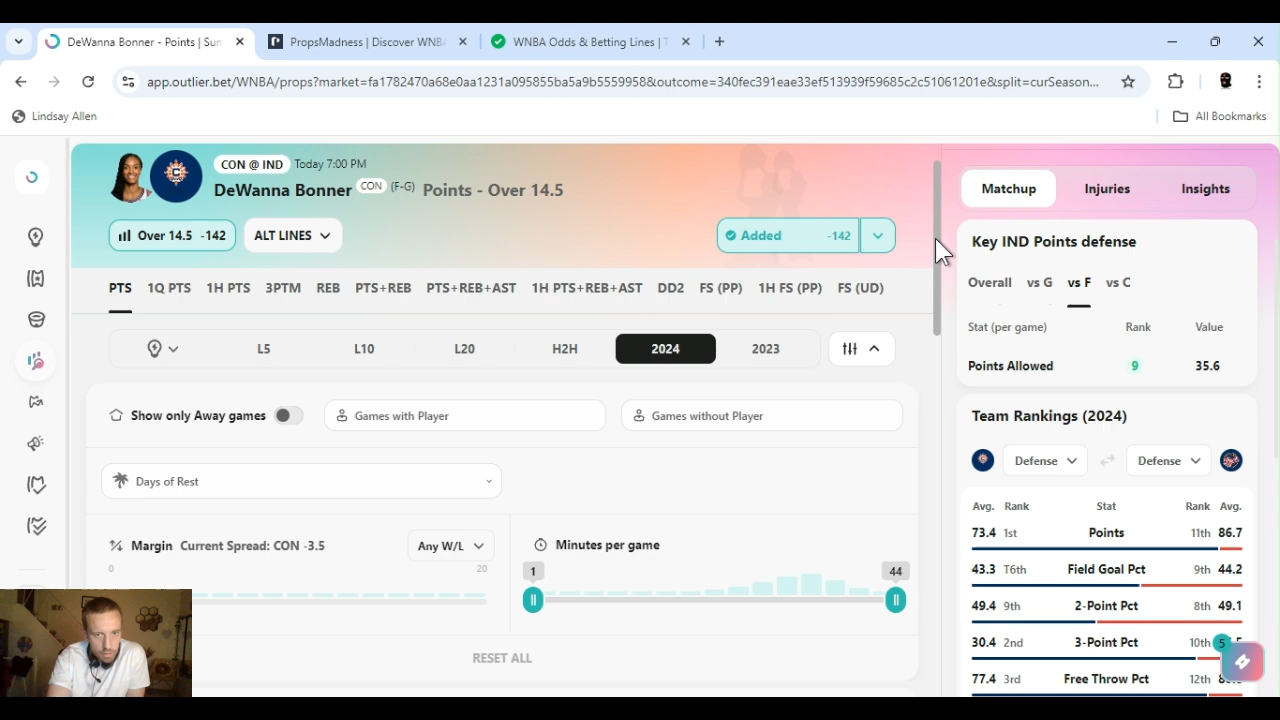 DeWanna Bonner - Points | Sun
PropsMadness | Discover WNBA
WNBA Odds & Betting Lines | T
app.outlier.bet/WNBA/props?market=fa1782470a68e0aa1231a095855ba5a9b5559958&outcome=340fec391eae33ef513939f59685c2c51061201e&split=curSeason...
Lindsay Allen
All Bookmarks
CON @ IND Today 7:00 PM
DeWanna Bonner CON (F-G) Points - Over 14.5
Over 14.5 -142 ALT LINES
Added -142
PTS 1Q PTS 1H PTS 3PTM REB PTS+REB PTS+REB+AST 1H PTS+REB+AST DD2 FS (PP) 1H FS (PP) FS (UD)
L5 L10 L20 H2H 2024 2023
Show only Away games
Games with Player
Games without Player
Days of Rest
Margin Current Spread: CON -3.5
Any W/L
0 20
Minutes per game
1 44
RESET ALL
Matchup Injuries Insights
Key IND Points defense
Overall vs G vs F vs C
Stat (per game) Rank Value
Points Allowed 9 35.6
Team Rankings (2024)
Defense Defense
Avg. Rank Stat Rank Avg.
73.4 1st Points 11th 86.7
43.3 T6th Field Goal Pct 9th 44.2
49.4 9th 2-Point Pct 8th 49.1
30.4 2nd 3-Point Pct 10th
5
77.4 3rd Free Throw Pct 12th